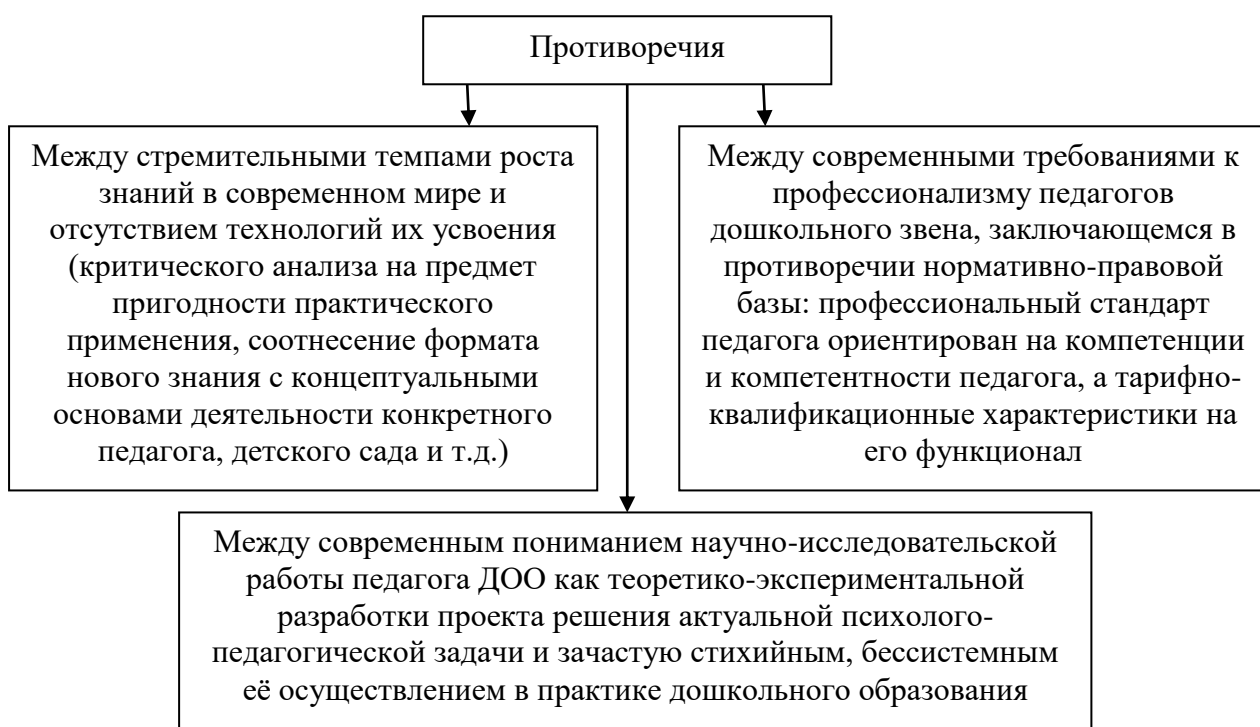 Противоречия
Между стремительными темпами роста
знаний в современном мире и
отсутствием технологий их усвоения
(критического анализа на предмет
пригодности практического
применения, соотнесение формата
нового знания с концептуальными
основами деятельности конкретного
педагога, детского сада и т.д.)
Между современными требованиями к
профессионализму педагогов
дошкольного звена, заключающемся в
противоречии нормативно-правовой
базы: профессиональный стандарт
педагога ориентирован на компетенции
и компетентности педагога, а тарифно-
квалификационные характеристики на
его функционал
Между современным пониманием научно-исследовательской
работы педагога ДОО как теоретико-экспериментальной
разработки проекта решения актуальной психолого-
педагогической задачи и зачастую стихийным, бессистемным
её осуществлением в практике дошкольного образования